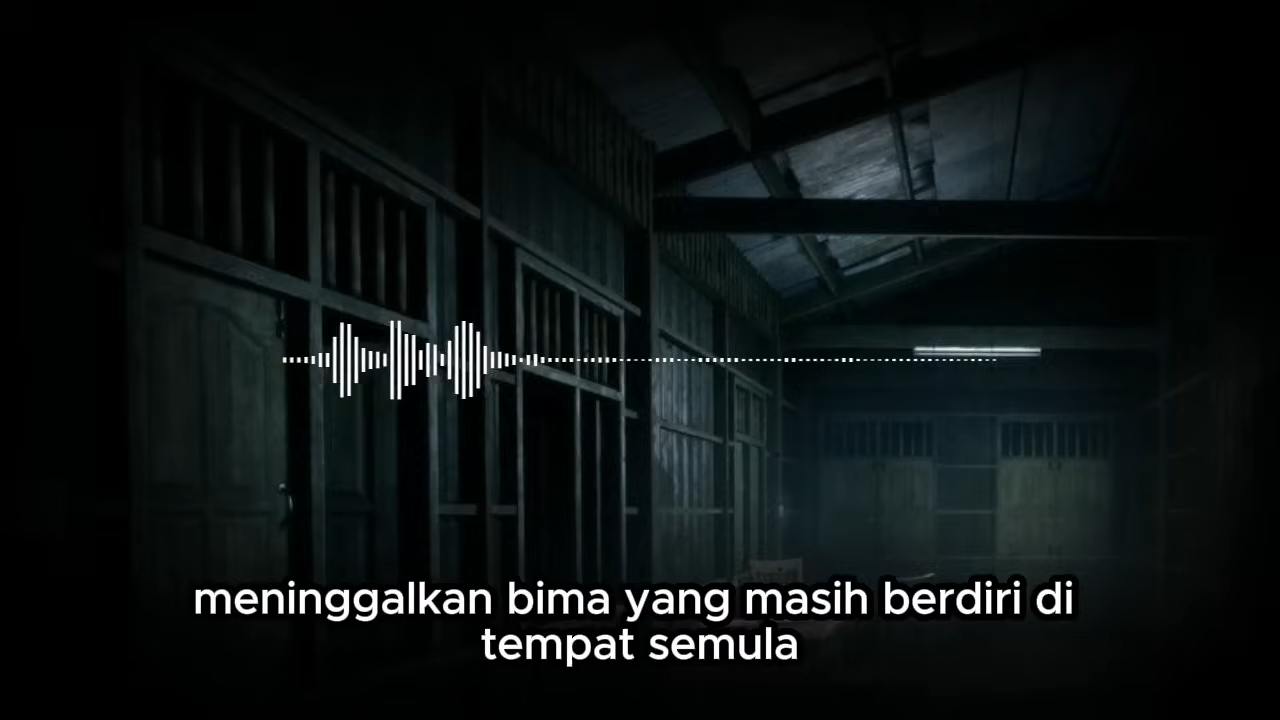 meninggalkan bima yang masih berdiri di
tempat semula